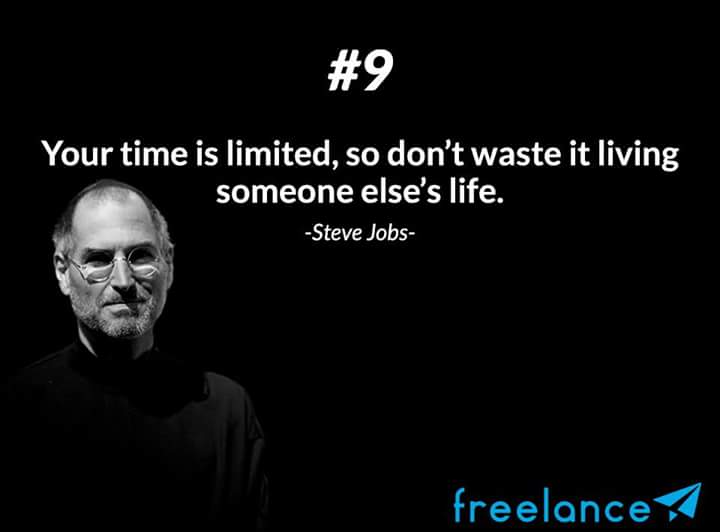 #9
Your time is limited, so don’t waste it living
someone else’s life.
-Steve Jobs-
freelance